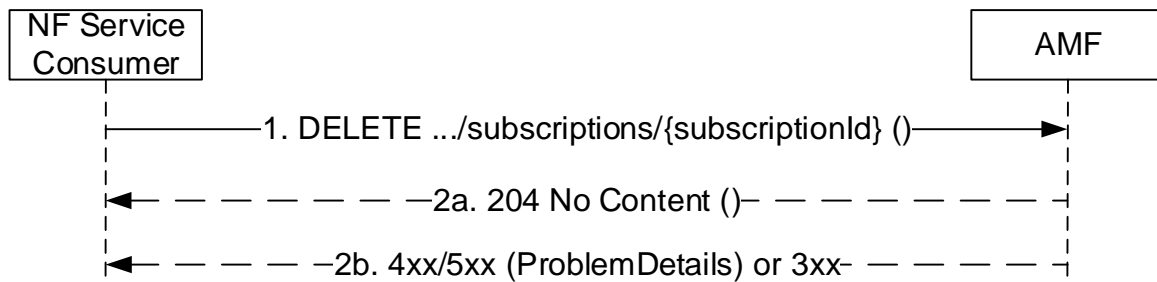 NF Service
Consumer
AMF
1. DELETE .../subscriptions/{subscriptionId} ()
2a. 204 No Content ()
2b. 4xx/5xx (ProblemDetails) or 3xx